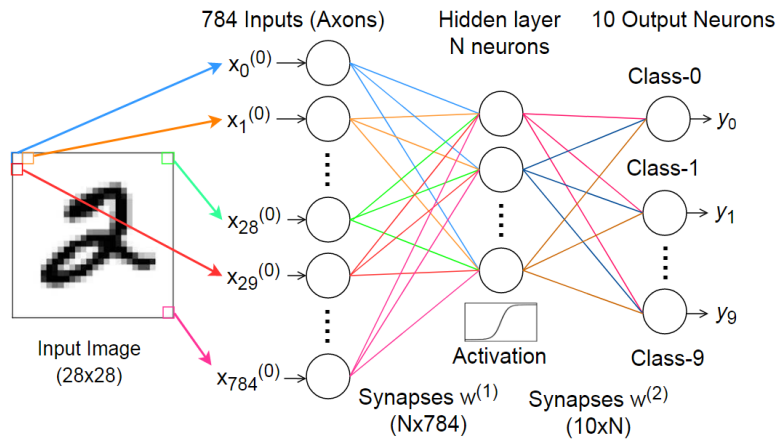 784 Inputs (Axons)
Hidden layer
N neurons
10 Output Neurons
x₀⁽⁰⁾
x₁⁽⁰⁾
x₂₈⁽⁰⁾
x₂₉⁽⁰⁾
x₇₈₄⁽⁰⁾
Input Image
(28x28)
Activation
Synapses w⁽¹⁾
(Nx784)
Synapses w⁽²⁾
(10xN)
Class-0
y₀
Class-1
y₁
y₉
Class-9
2